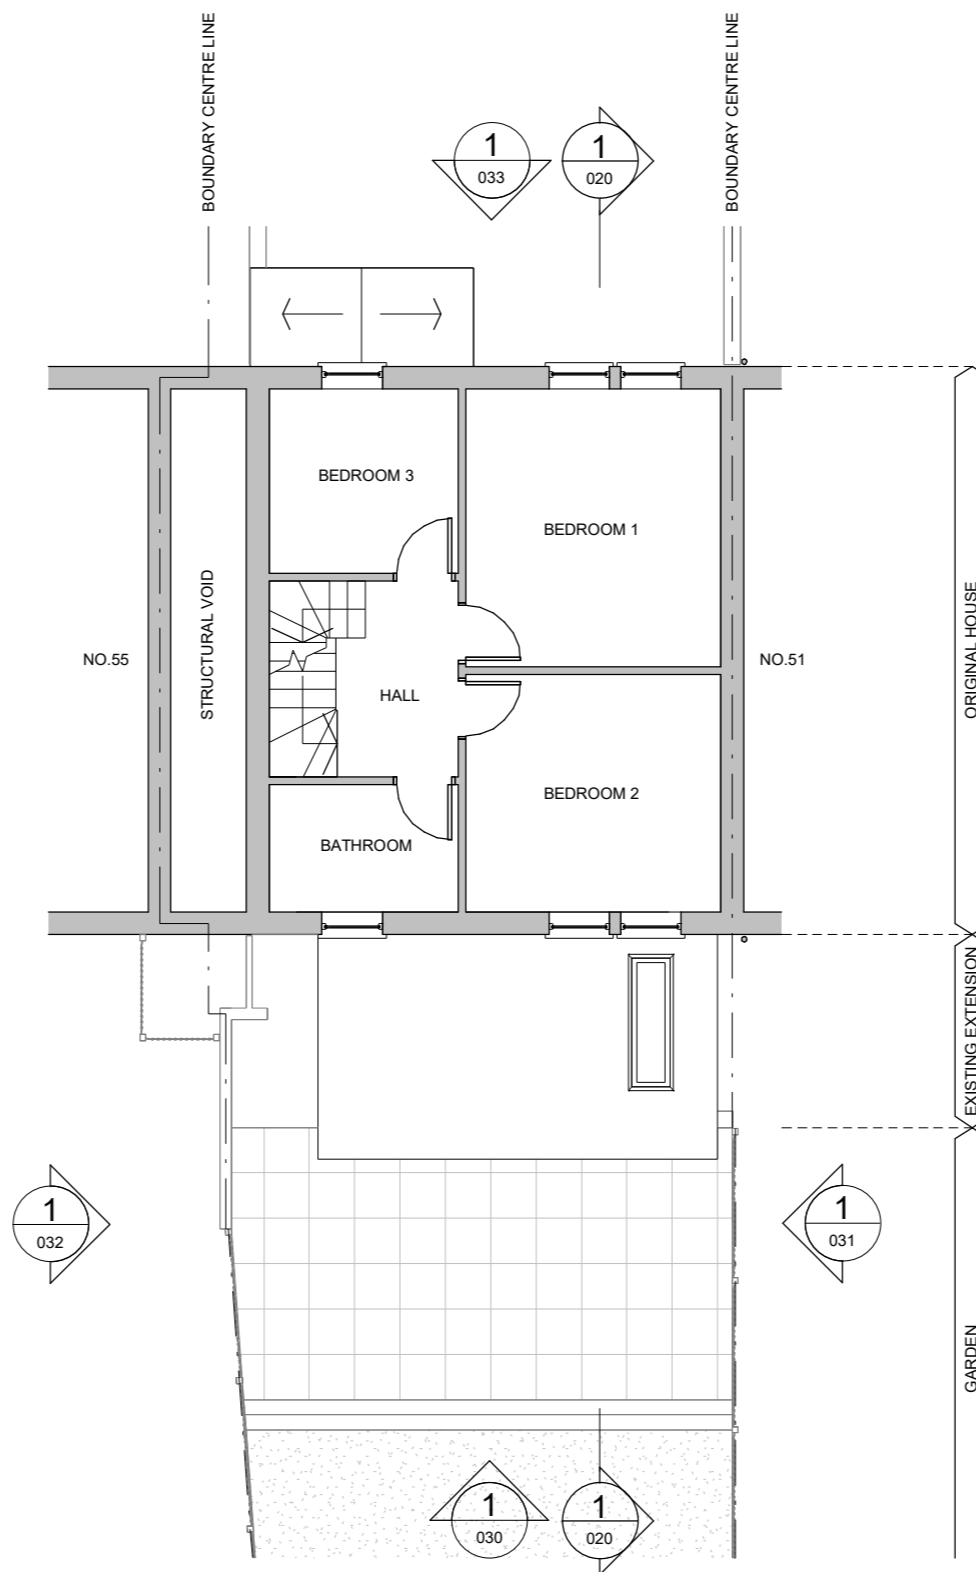 BOUNDARY CENTRE LINE
BOUNDARY CENTRE LINE
1
033
1
020
BEDROOM 3
BEDROOM 1
STRUCTURAL VOID
NO.55
NO.51
ORIGINAL HOUSE
HALL
BEDROOM 2
BATHROOM
EXISTING EXTENSION
1
032
1
031
GARDEN
1
030
1
020